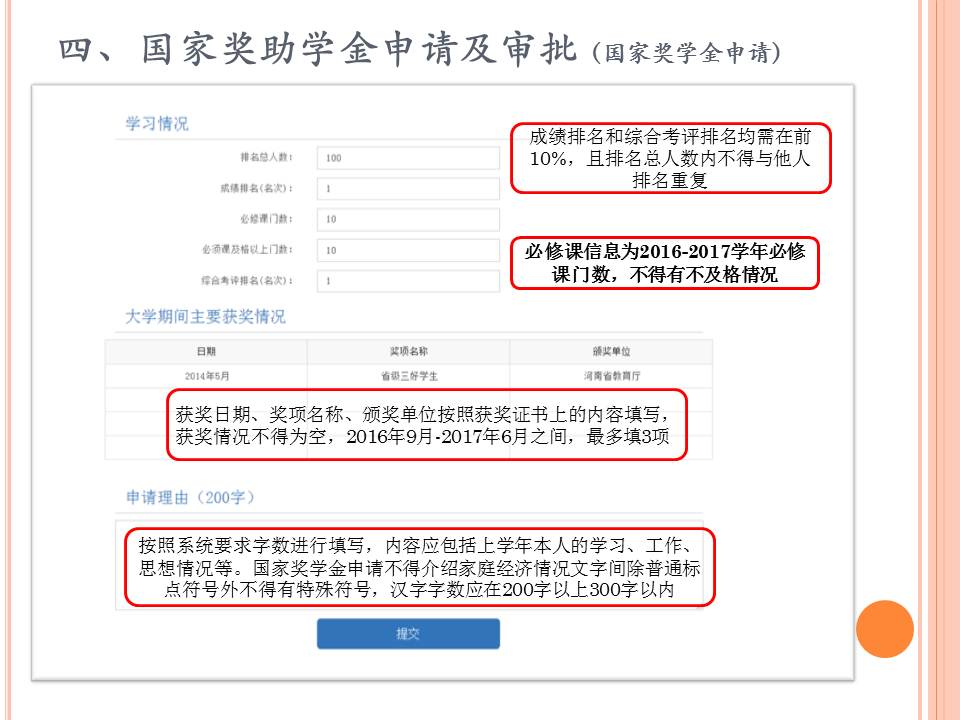 四、国家奖助学金申请及审批（国家奖学金申请）
学习情况
排名总人数： 100
成绩排名(名次)： 1
必修课门数： 10
必须课及格以上门数： 10
综合考评排名(名次)： 1
成绩排名和综合考评排名均需在前
10%，且排名总人数内不得与他人
排名重复
必修课信息为2016-2017学年必修
课门数，不得有不及格情况
大学期间主要获奖情况
日期 奖项名称 颁奖单位
2014年5月 省级三好学生 河南省教育厅
获奖日期、奖项名称、颁奖单位按照获奖证书上的内容填写，
获奖情况不得为空，2016年9月-2017年6月之间，最多填3项
申请理由（200字）
按照系统要求字数进行填写，内容应包括上学年本人的学习、工作、
思想情况等。国家奖学金申请不得介绍家庭经济情况文字间除普通标
点符号外不得有特殊符号，汉字字数应在200字以上300字以内
提交